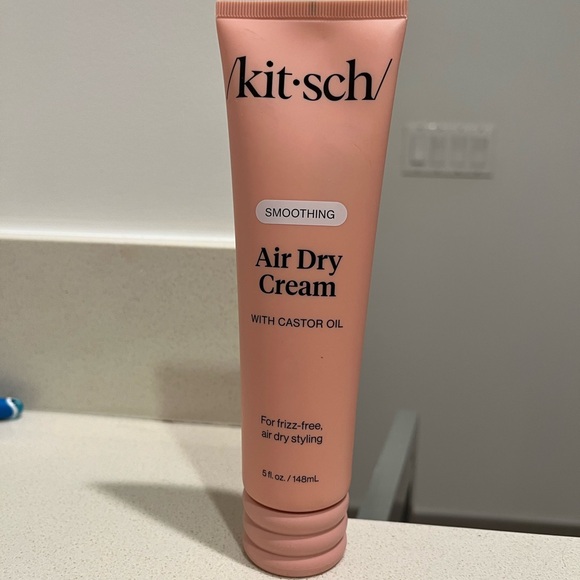 /kit·sch/
SMOOTHING
Air Dry
Cream
WITH CASTOR OIL
For frizz-free,
air dry styling
5 fl. oz. / 148mL